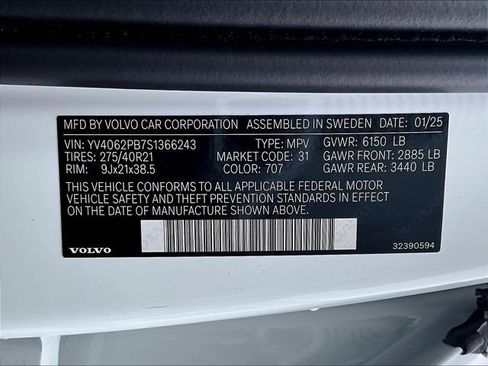 MFD BY VOLVO CAR CORPORATION ASSEMBLED IN SWEDEN DATE: 01/25
VIN: YV4062PB7S1366243 TYPE: MPV GVWR: 6150 LB
TIRES: 275/40R21 MARKET CODE: 31 GAWR FRONT: 2885 LB
RIM: 9Jx21x38.5 COLOR: 707 GAWR REAR: 3440 LB
THIS VEHICLE CONFORMS TO ALL APPLICABLE FEDERAL MOTOR
VEHICLE SAFETY AND THEFT PREVENTION STANDARDS IN EFFECT ON
THE DATE OF MANUFACTURE SHOWN ABOVE.
VOLVO 32390594